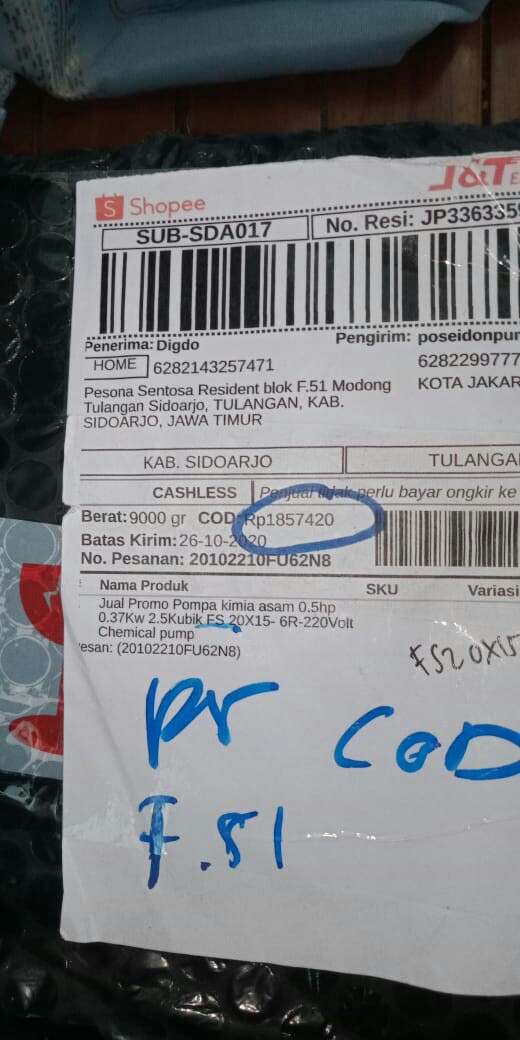 Shopee
J&T E
SUB-SDA017
No. Resi: JP336335
Penerima: Digdo
Pengirim: poseidonpur
HOME 6282143257471
6282299777
Pesona Sentosa Resident blok F.51 Modong
KOTA JAKAR
Tulangan Sidoarjo, TULANGAN, KAB.
SIDOARJO, JAWA TIMUR
KAB. SIDOARJO
TULANGA
CASHLESS
Penjual tidak perlu bayar ongkir ke
Berat: 9000 gr COD: Rp1857420
Batas Kirim: 26-10-2020
No. Pesanan: 20102210FU62N8
Nama Produk
SKU
Variasi
Jual Promo Pompa kimia asam 0.5hp
0.37Kw 2.5Kubik FS 20X15- 6R-220Volt
Chemical pump
esan: (20102210FU62N8)
FS20X15
pr COD
F.51